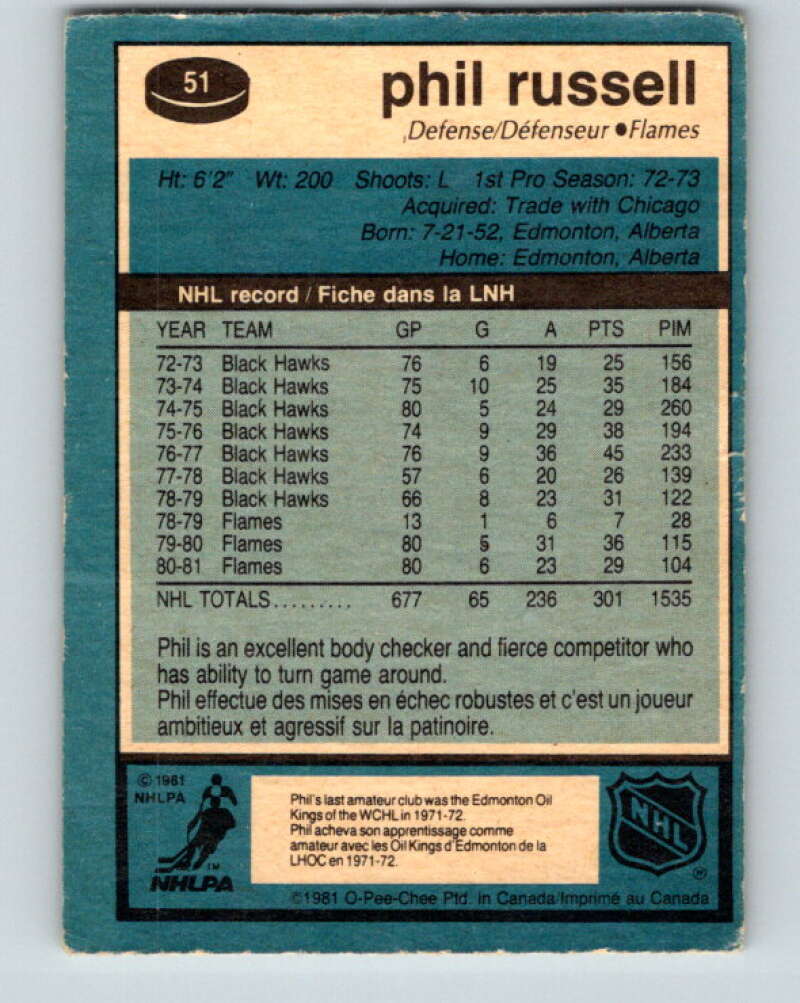 51
phil russell
Defense/Défenseur ●Flames
Ht: 6'2" Wt: 200 Shoots: L 1st Pro Season: 72-73
Acquired: Trade with Chicago
Born: 7-21-52, Edmonton, Alberta
Home: Edmonton, Alberta
NHL record / Fiche dans la LNH
YEAR TEAM GP G A PTS PIM
72-73 Black Hawks 76 6 19 25 156
73-74 Black Hawks 75 10 25 35 184
74-75 Black Hawks 80 5 24 29 260
75-76 Black Hawks 74 9 29 38 194
76-77 Black Hawks 76 9 36 45 233
77-78 Black Hawks 57 6 20 26 139
78-79 Black Hawks 66 8 23 31 122
78-79 Flames 13 1 6 7 28
79-80 Flames 80 5 31 36 115
80-81 Flames 80 6 23 29 104
NHL TOTALS......... 677 65 236 301 1535
Phil is an excellent body checker and fierce competitor who
has ability to turn game around.
Phil effectue des mises en échec robustes et c'est un joueur
ambitieux et agressif sur la patinoire.
© 1981
NHLPA
TM
NHLPA
Phil's last amateur club was the Edmonton Oil
Kings of the WCHL in 1971-72.
Phil acheva son apprentissage comme
amateur avec les Oil Kings d'Edmonton de la
LHOC en 1971-72.
NHL
©1981 O-Pee-Chee Ptd. in Canada/Imprimé au Canada